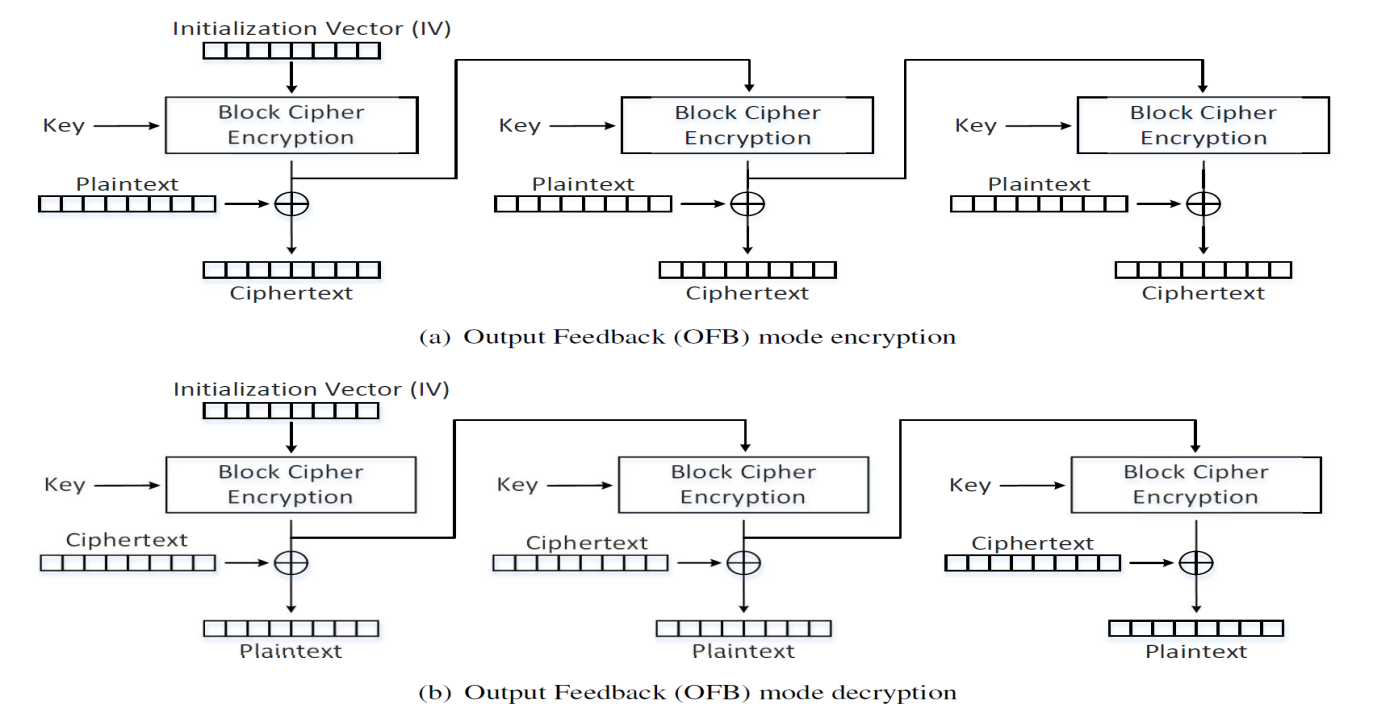 Initialization Vector (IV)
Key
Block Cipher
Encryption
Key
Block Cipher
Encryption
Key
Block Cipher
Encryption
Plaintext
Plaintext
Plaintext
Ciphertext
Ciphertext
Ciphertext
(a) Output Feedback (OFB) mode encryption
Initialization Vector (IV)
Key
Block Cipher
Encryption
Key
Block Cipher
Encryption
Key
Block Cipher
Encryption
Ciphertext
Ciphertext
Ciphertext
Plaintext
Plaintext
Plaintext
(b) Output Feedback (OFB) mode decryption